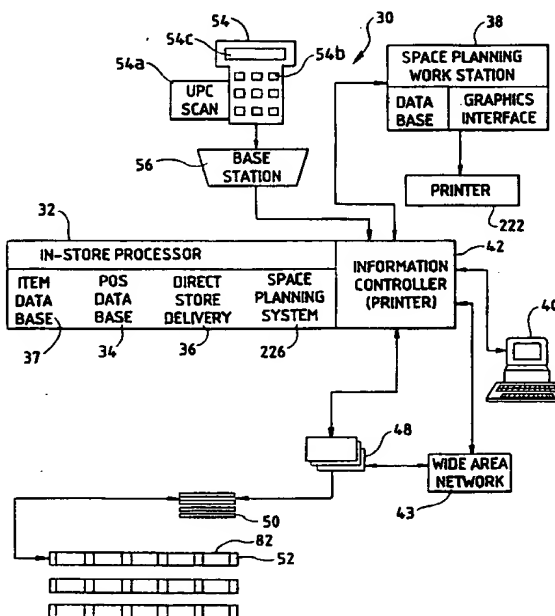 54
54c
54b
30
54a
UPC
SCAN
56
BASE
STATION
38
SPACE PLANNING
WORK STATION
DATA
BASE
GRAPHICS
INTERFACE
PRINTER
222
32
IN-STORE PROCESSOR
42
ITEM
DATA
BASE
POS
DATA
BASE
DIRECT
STORE
DELIVERY
SPACE
PLANNING
SYSTEM
INFORMATION
CONTROLLER
(PRINTER)
37
34
36
226
40
48
WIDE AREA
NETWORK
43
50
82
52